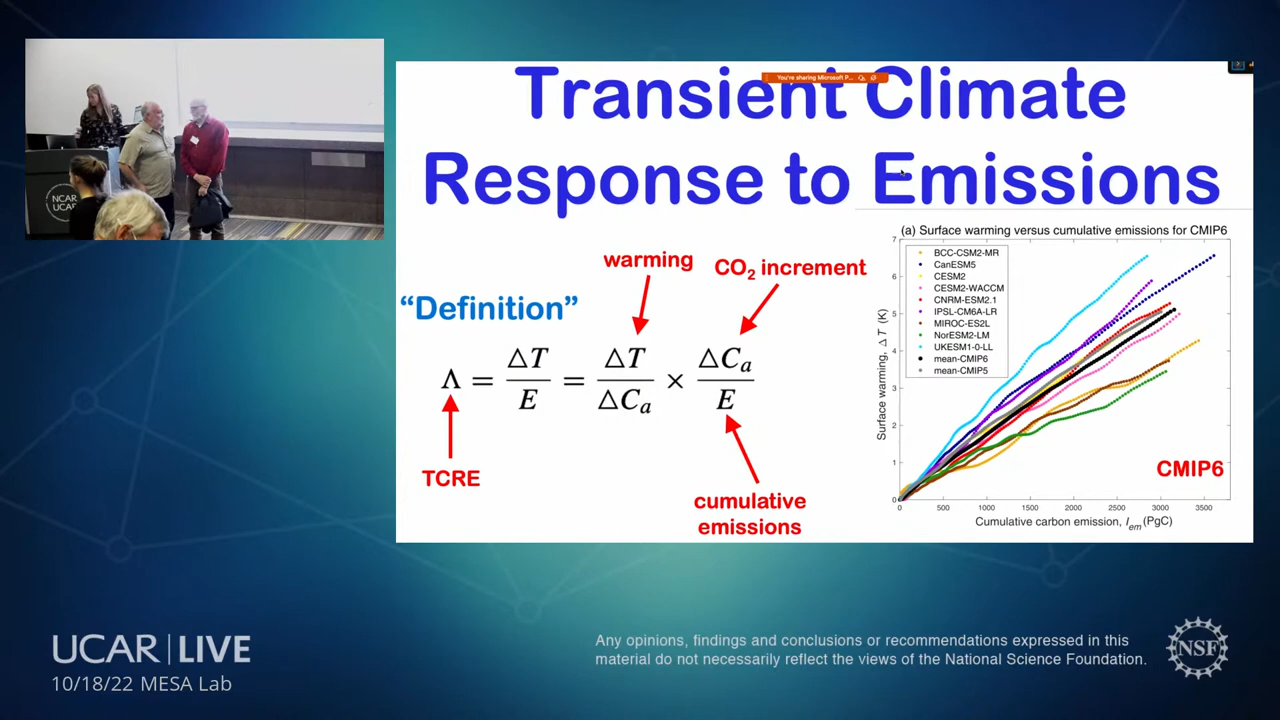 Transient Climate
Response to Emissions
You're sharing Microsoft P...
NCAR
UCAR
"Definition"
warming
CO₂ increment
Λ = ΔT/E = ΔT/ΔCₐ × ΔCₐ/E
TCRE
cumulative
emissions
(a) Surface warming versus cumulative emissions for CMIP6
BCC-CSM2-MR
CanESM5
CESM2
CESM2-WACCM
CNRM-ESM2.1
IPSL-CM6A-LR
MIROC-ES2L
NorESM2-LM
UKESM1-0-LL
mean-CMIP6
mean-CMIP5
Surface warming, Δ T (K)
7
6
5
4
3
2
1
0
0 500 1000 1500 2000 2500 3000 3500
Cumulative carbon emission, I_em (PgC)
CMIP6
UCAR | LIVE
10/18/22 MESA Lab
Any opinions, findings and conclusions or recommendations expressed in this
material do not necessarily reflect the views of the National Science Foundation.
NSF